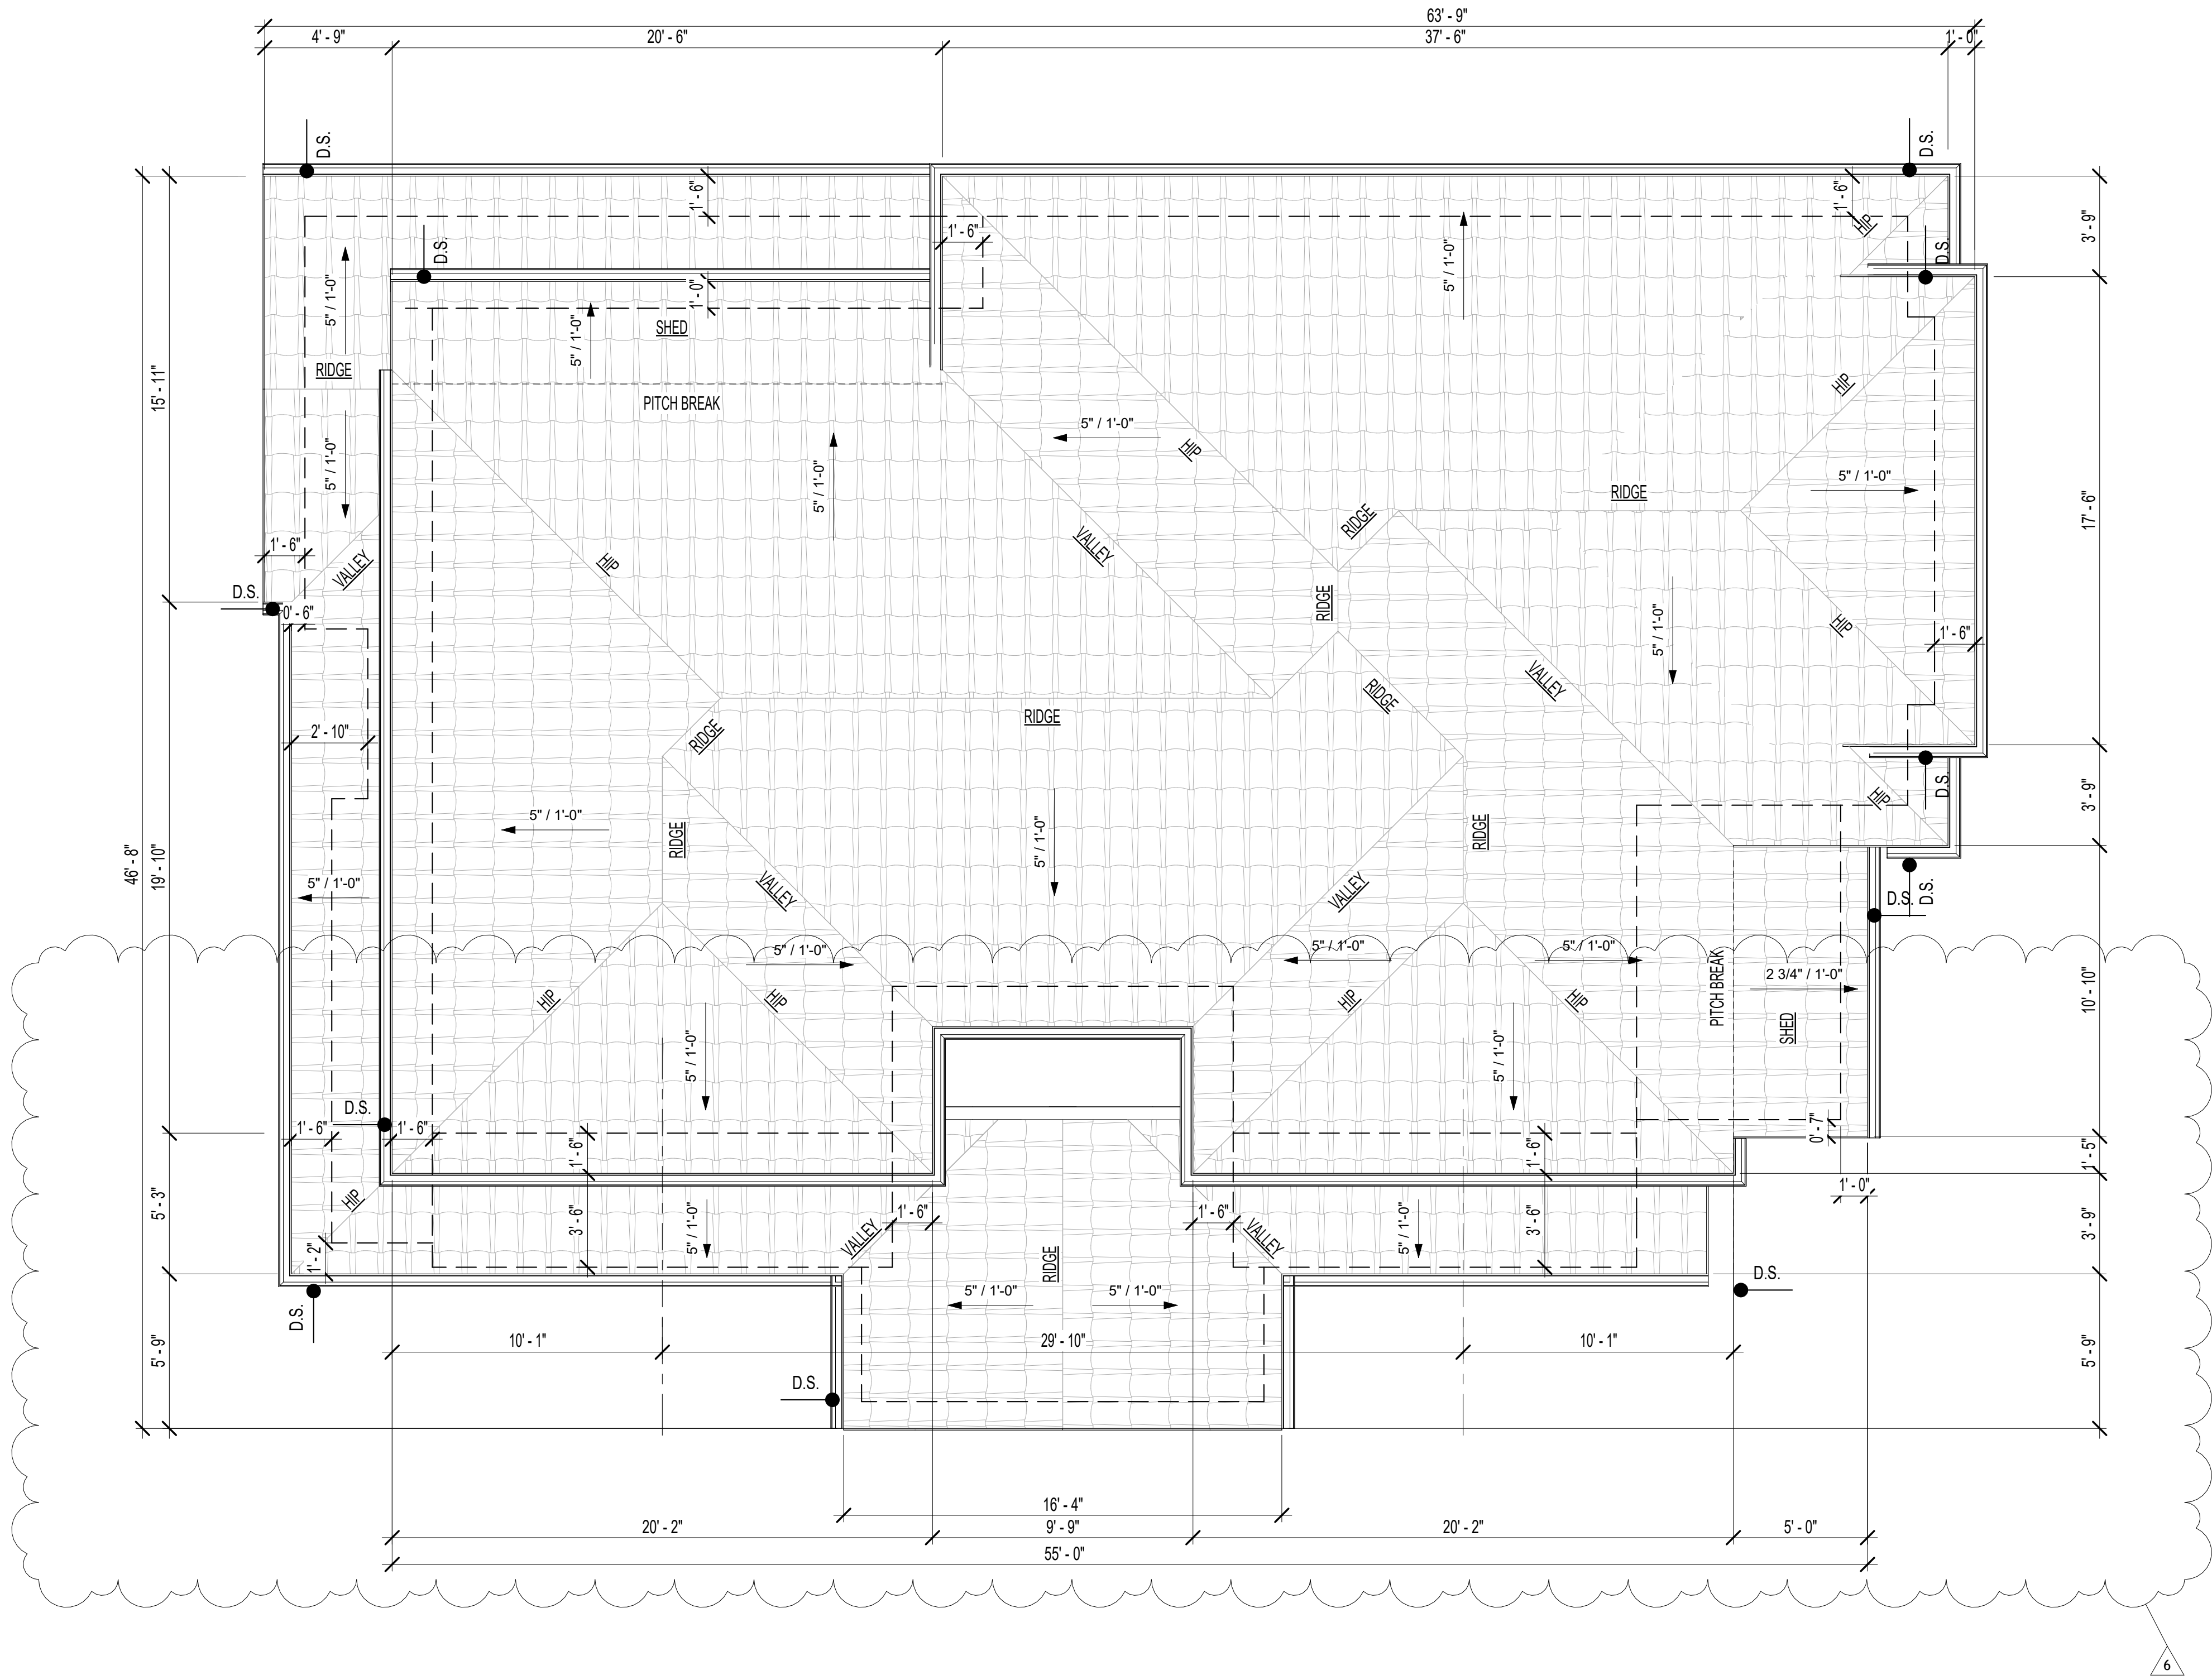 63' - 9"
4' - 9"
20' - 6"
37' - 6"
1' - 0"
D.S.
D.S.
1' - 6"
1' - 6"
HIP
3' - 9"
1' - 6"
D.S.
D.S.
5" / 1'-0"
5" / 1'-0"
1' - 0"
5" / 1'-0"
SHED
RIDGE
15' - 11"
PITCH BREAK
HIP
5" / 1'-0"
HIP
5" / 1'-0"
5" / 1'-0"
5" / 1'-0"
RIDGE
RIDGE
17' - 6"
1' - 6"
VALLEY
HIP
VALLEY
D.S.
0' - 6"
RIDGE
5" / 1'-0"
HIP
1' - 6"
VALLEY
RIDGE
RIDGE
RIDGE
2' - 10"
D.S.
3' - 9"
HIP
5" / 1'-0"
RIDGE
5" / 1'-0"
RIDGE
46' - 8"
19' - 10"
5" / 1'-0"
VALLEY
VALLEY
D.S.
D.S.
5" / 1'-0"
5" / 1'-0"
5" / 1'-0"
2 3/4" / 1'-0"
PITCH BREAK
SHED
10' - 10"
HIP
HIP
HIP
HIP
5" / 1'-0"
5" / 1'-0"
D.S.
1' - 6"
1' - 6"
1' - 6"
1' - 6"
0' - 7"
1' - 5"
1' - 0"
HIP
5' - 3"
3' - 6"
5" / 1'-0"
1' - 6"
1' - 6"
5" / 1'-0"
3' - 6"
3' - 9"
VALLEY
VALLEY
1' - 2"
RIDGE
D.S.
5" / 1'-0"
5" / 1'-0"
D.S.
5' - 9"
10' - 1"
29' - 10"
10' - 1"
5' - 9"
D.S.
16' - 4"
20' - 2"
9' - 9"
20' - 2"
5' - 0"
55' - 0"
6